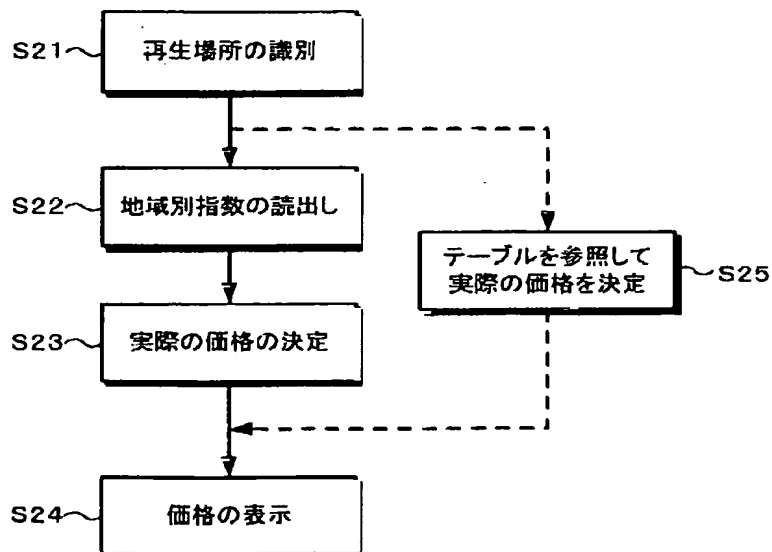 S21
再生場所の識別
S22
地域別指数の読出し
テーブルを参照して
実際の価格を決定
S25
S23
実際の価格の決定
S24
価格の表示